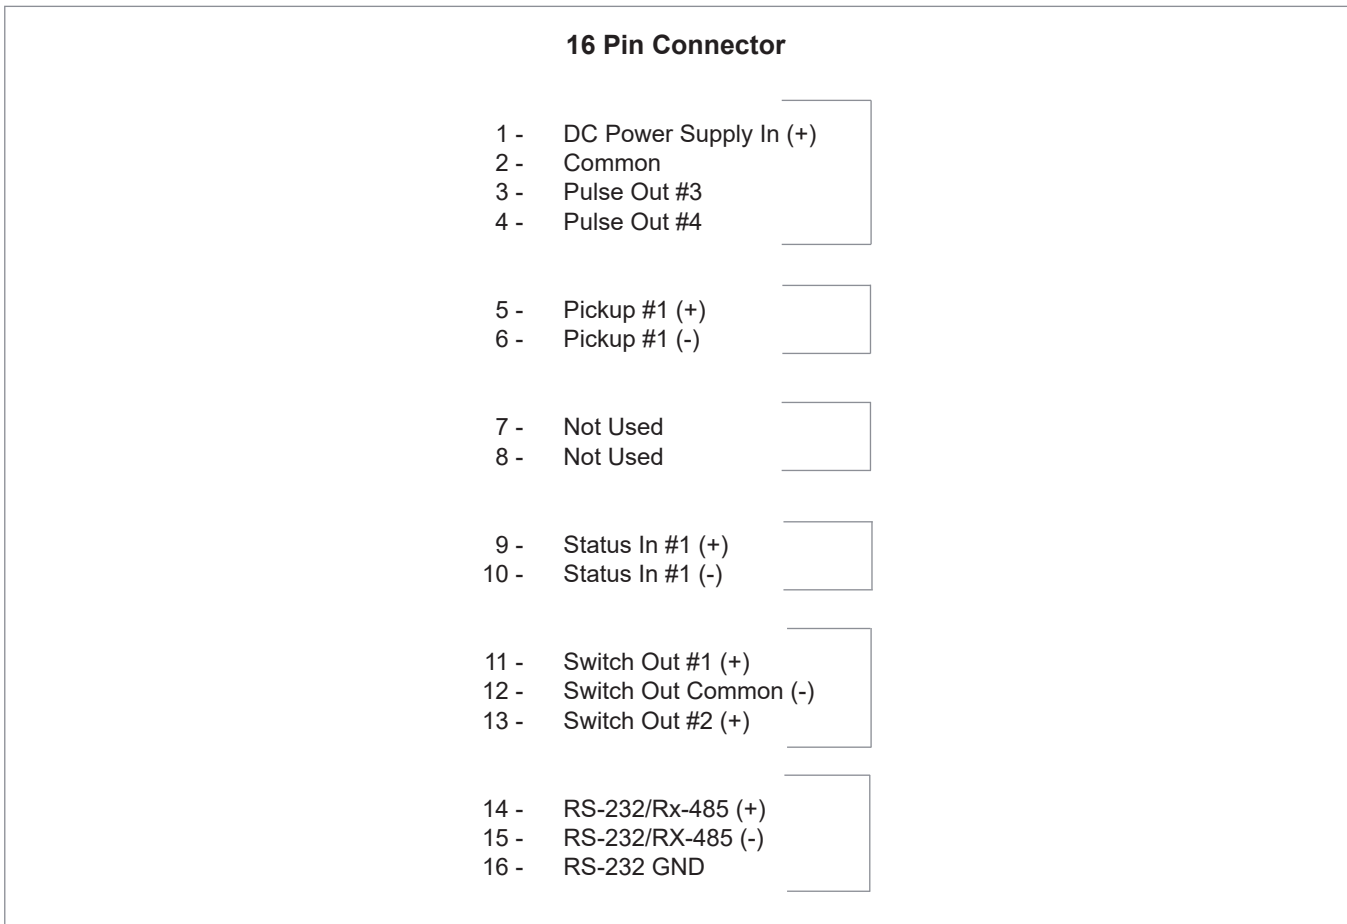 16 Pin Connector
1 - DC Power Supply In (+)
2 - Common
3 - Pulse Out #3
4 - Pulse Out #4
5 - Pickup #1 (+)
6 - Pickup #1 (-)
7 - Not Used
8 - Not Used
9 - Status In #1 (+)
10 - Status In #1 (-)
11 - Switch Out #1 (+)
12 - Switch Out Common (-)
13 - Switch Out #2 (+)
14 - RS-232/Rx-485 (+)
15 - RS-232/RX-485 (-)
16 - RS-232 GND